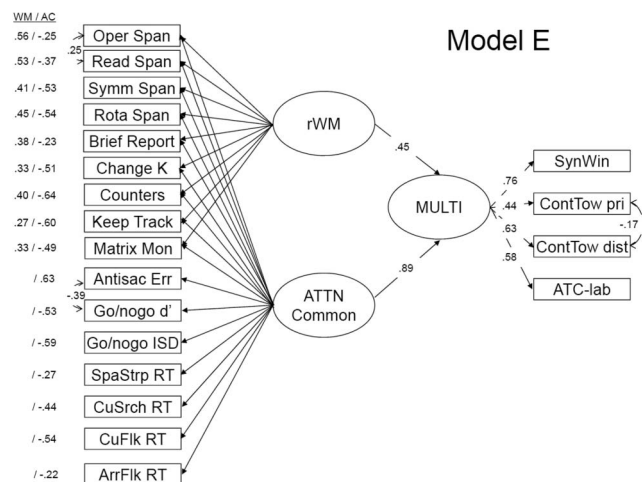 WM / AC
Model E
.56 / -.25
Oper Span
.25
.53 / -.37
Read Span
.41 / -.53
Symm Span
.45 / -.54
Rota Span
.38 / -.23
Brief Report
.33 / -.51
Change K
.40 / -.64
Counters
.27 / -.60
Keep Track
.33 / -.49
Matrix Mon
/ .63
Antisac Err
-.39
/ -.53
Go/nogo d'
/ -.59
Go/nogo ISD
/ -.27
SpaStrp RT
/ -.44
CuSrch RT
/ -.54
CuFlk RT
/ -.22
ArrFlk RT
rWM
.45
MULTI
ATTN
Common
.89
.76
SynWin
.44
ContTow pri
-.17
.63
ContTow dist
.58
ATC-lab